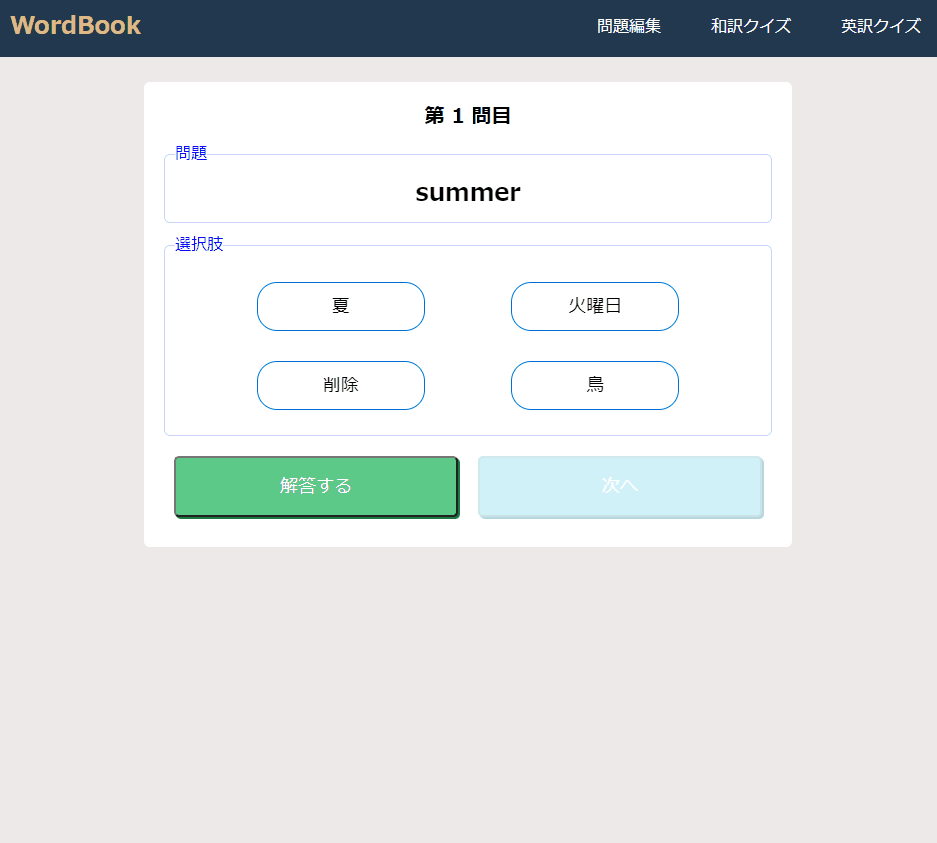 WordBook 問題編集 和訳クイズ 英訳クイズ
第 1 問目
問題
summer
選択肢
夏 火曜日
削除 鳥
解答する 次へ